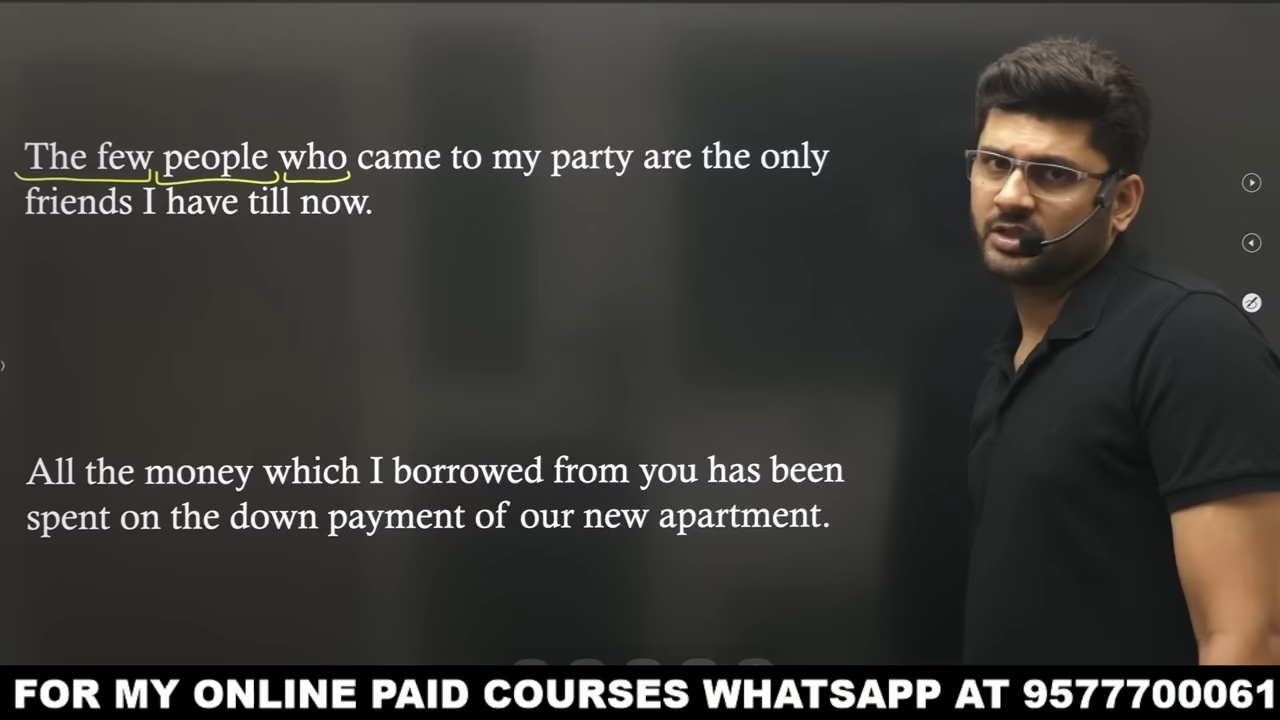 The few people who came to my party are the only
friends I have till now.
All the money which I borrowed from you has been
spent on the down payment of our new apartment.
FOR MY ONLINE PAID COURSES WHATSAPP AT 9577700061